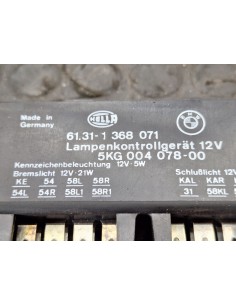 Made in
Germany
HELLA
BMW
61.31-1 368 071
Lampenkontrollgerät 12V
5KG 004 078-00
Kennzeichenbeleuchtung 12V·5W
Bremslicht 12V·21W Schlußlicht 12V
KE 54 58L 58R KAL KAR
54L 54R 58L1 58R1 31 58KL